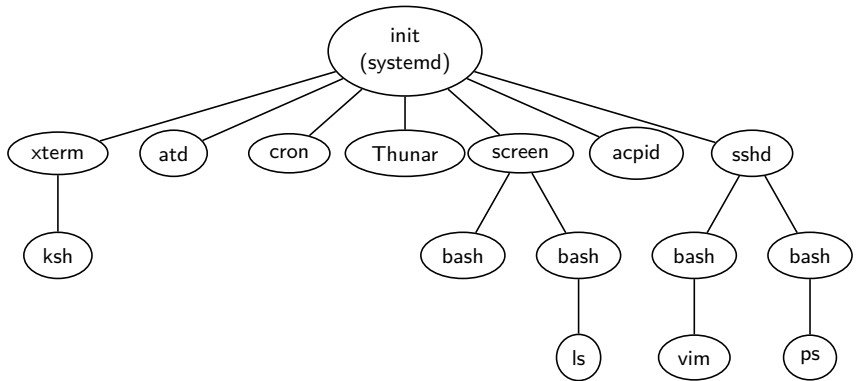 init
(systemd)
xterm
atd
cron
Thunar
screen
acpid
sshd
ksh
bash
bash
bash
bash
ls
vim
ps